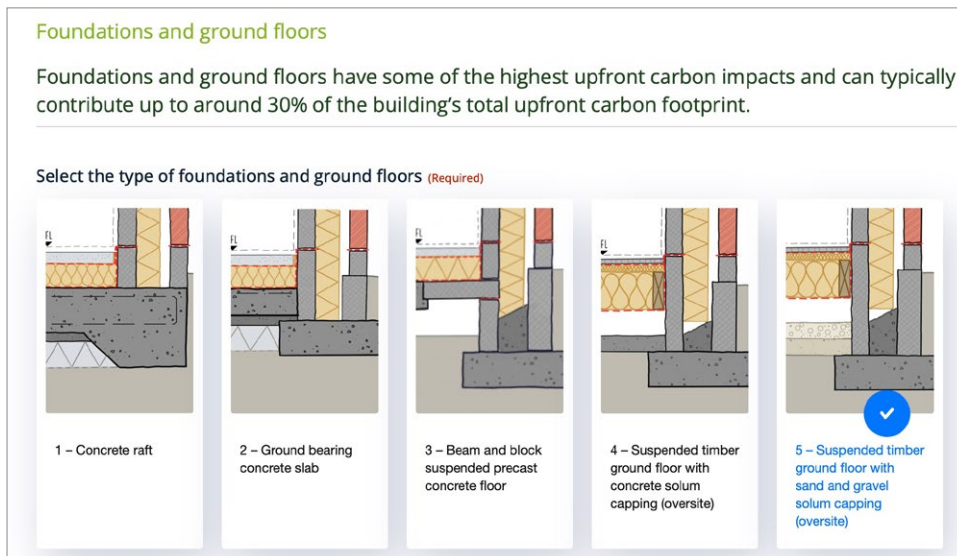 Foundations and ground floors
Foundations and ground floors have some of the highest upfront carbon impacts and can typically
contribute up to around 30% of the building’s total upfront carbon footprint.
Select the type of foundations and ground floors (Required)
FL
FL
FL
FL
1 – Concrete raft
2 – Ground bearing
concrete slab
3 – Beam and block
suspended precast
concrete floor
4 – Suspended timber
ground floor with
concrete solum
capping (oversite)
5 – Suspended timber
ground floor with
sand and gravel
solum capping
(oversite)